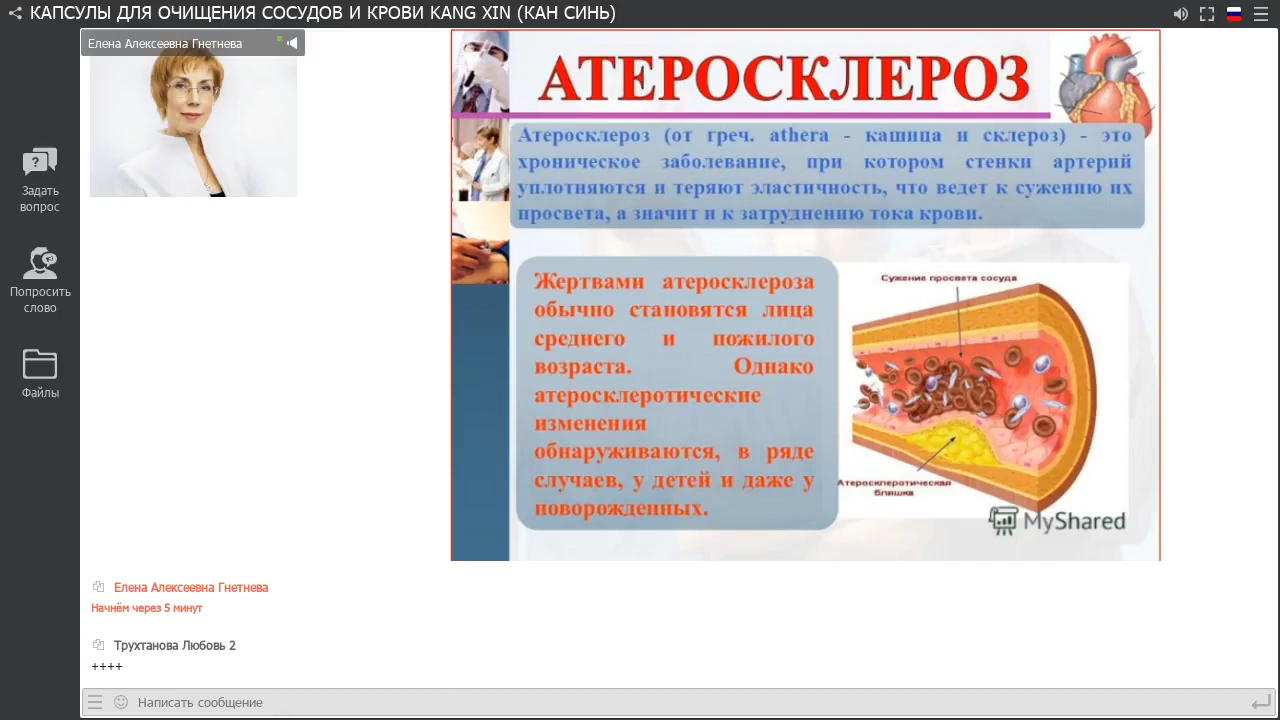 КАПСУЛЫ ДЛЯ ОЧИЩЕНИЯ СОСУДОВ И КРОВИ KANG XIN (КАН СИНЬ)
Елена Алексеевна Гнетнева
Задать
вопрос
Попросить
слово
Файлы
АТЕРОСКЛЕРОЗ
Атеросклероз (от греч. athera - кашица и склероз) - это
хроническое заболевание, при котором стенки артерий
уплотняются и теряют эластичность, что ведет к сужению их
просвета, а значит и к затруднению тока крови.
Жертвами атеросклероза
обычно становятся лица
среднего и пожилого
возраста. Однако
атеросклеротические
изменения
обнаруживаются, в ряде
случаев, у детей и даже у
новорожденных.
Сужение просвета сосуда
Атеросклеротическая
бляшка
MyShared
Елена Алексеевна Гнетнева
Начнём через 5 минут
Трухтанова Любовь 2
++++
Написать сообщение